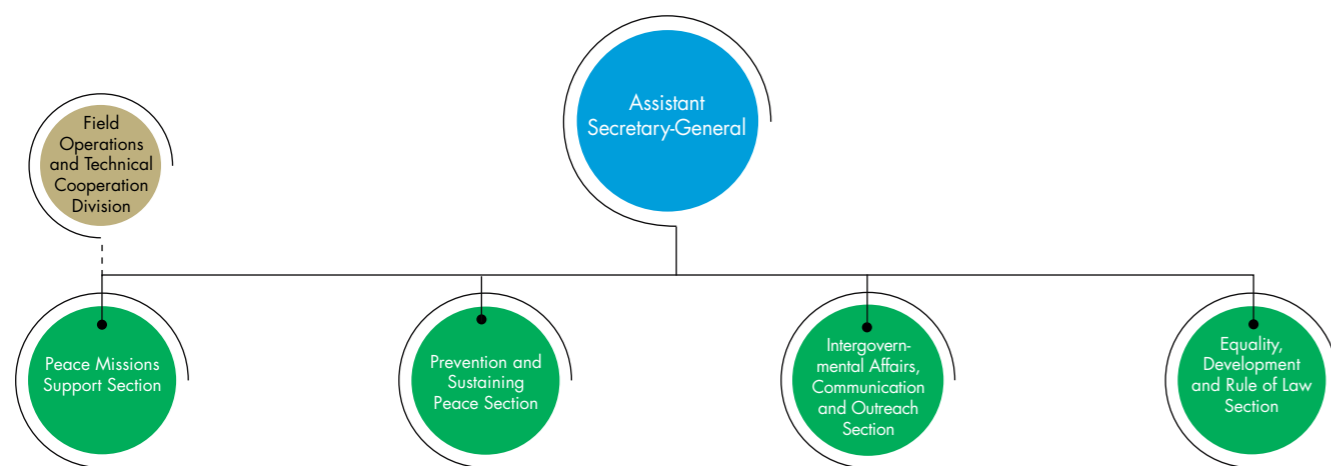 Assistant
Secretary-General
Field
Operations
and Technical
Cooperation
Division
Peace Missions
Support Section
Prevention and
Sustaining
Peace Section
Intergovern-
mental Affairs,
Communication
and Outreach
Section
Equality,
Development
and Rule of Law
Section